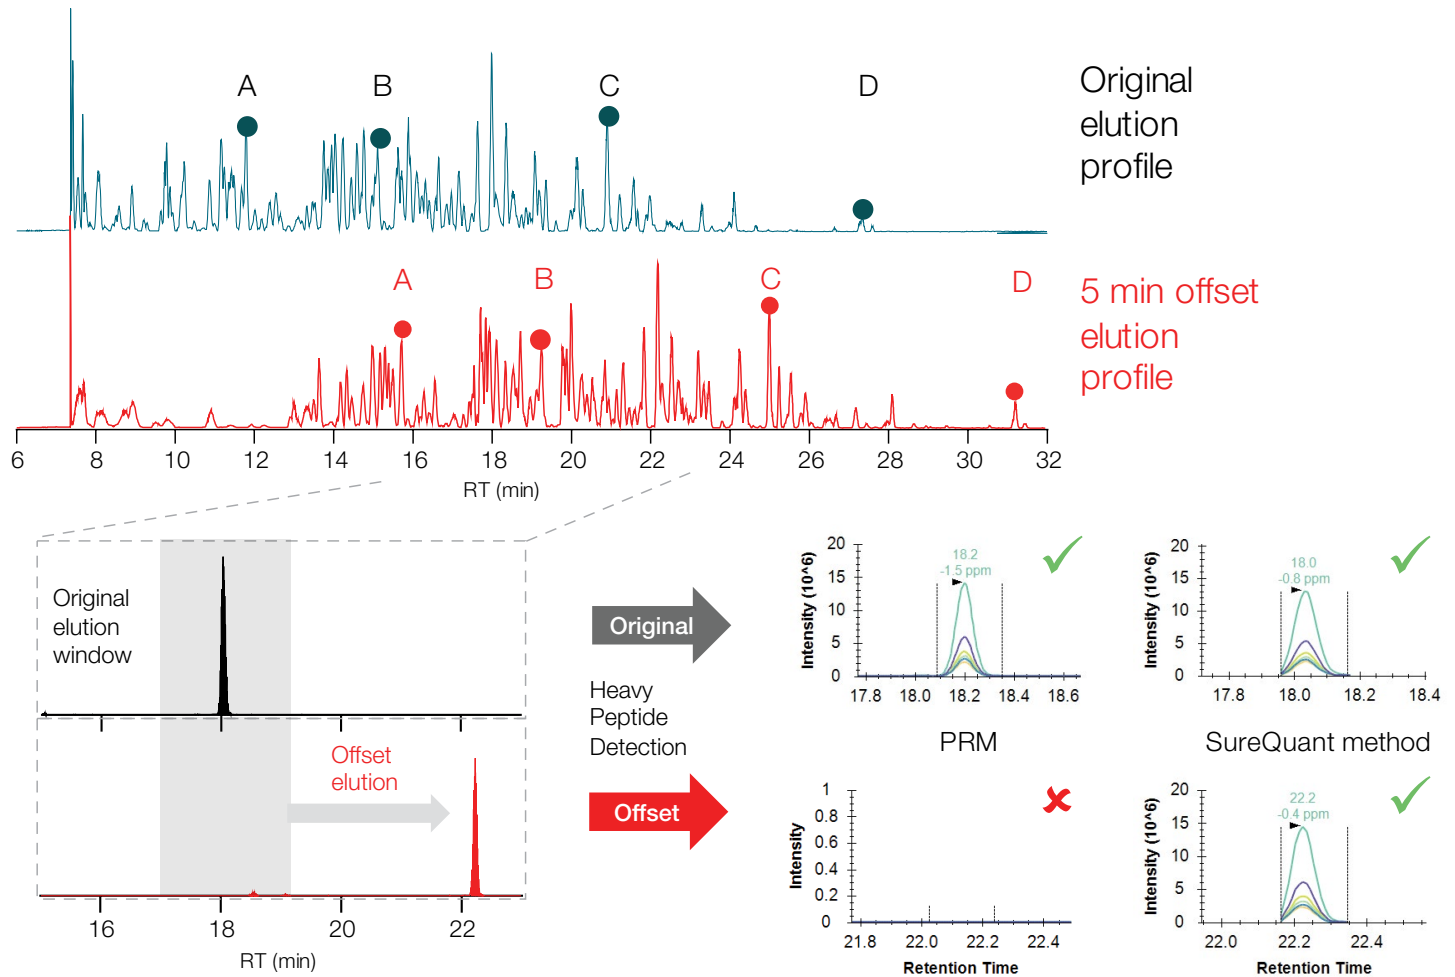 A B C D
Original
elution
profile
A B C D
5 min offset
elution
profile
6 8 10 12 14 16 18 20 22 24 26 28 30 32
RT (min)
Original
elution
window
Offset
elution
16 18 20 22
RT (min)
Original
Heavy
Peptide
Detection
Offset
Intensity (10^6)
20
15
10
5
0
18.2
-1.5 ppm
17.8 18.0 18.2 18.4 18.6
PRM
Intensity (10^6)
20
15
10
5
0
18.0
-0.8 ppm
17.8 18.0 18.2 18.4
SureQuant method
Intensity
1
0.8
0.6
0.4
0.2
0
21.8 22.0 22.2 22.4
Retention Time
Intensity (10^6)
20
15
10
5
0
22.2
-0.4 ppm
22.0 22.2 22.4
Retention Time